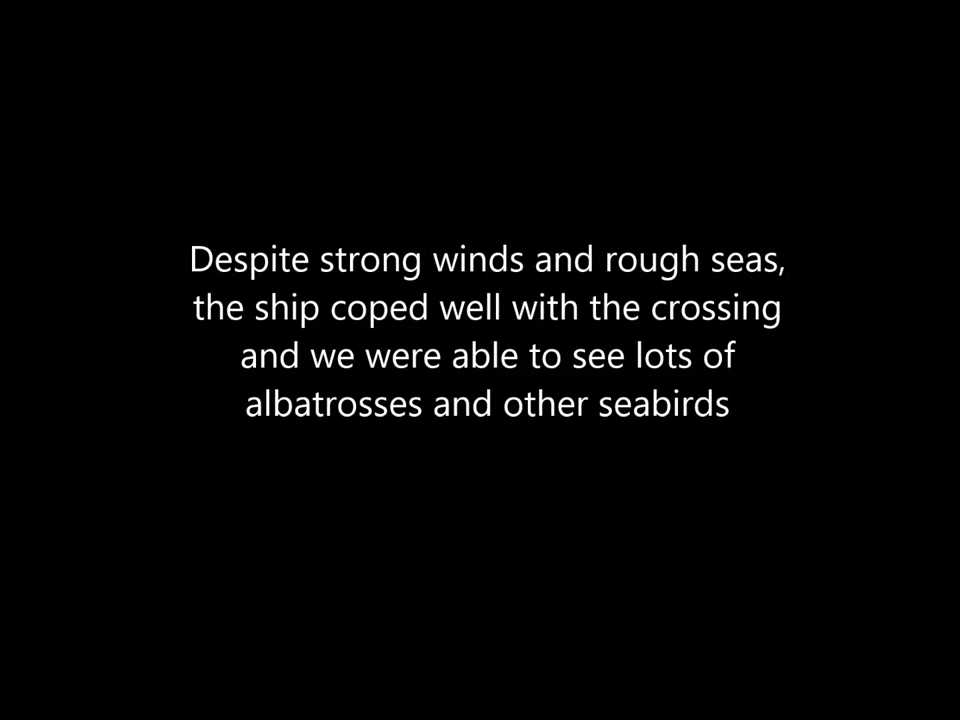 Despite strong winds and rough seas,
the ship coped well with the crossing
and we were able to see lots of
albatrosses and other seabirds